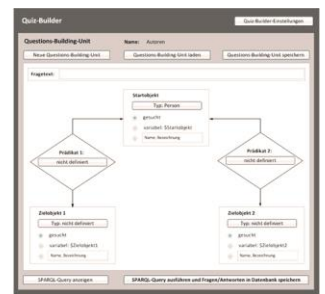 Quiz-Builder
Quiz-Builder-Einstellungen
Questions-Building-Unit
Name: Autoren
Neue Questions-Building-Unit
Questions-Building-Unit laden
Questions-Building-Unit speichern
Fragetext:
Startobjekt
Typ: Person
gesucht
variabel: $Startobjekt
Name, Bezeichnung
Prädikat 1:
nicht definiert
Prädikat 2:
nicht definiert
Zielobjekt 1
Typ: nicht definiert
gesucht
variabel: $Zielobjekt1
Name, Bezeichnung
Zielobjekt 2
Typ: nicht definiert
gesucht
variabel: $Zielobjekt2
Name, Bezeichnung
SPARQL-Query anzeigen
SPARQL-Query ausführen und Fragen/Antworten in Datenbank speichern